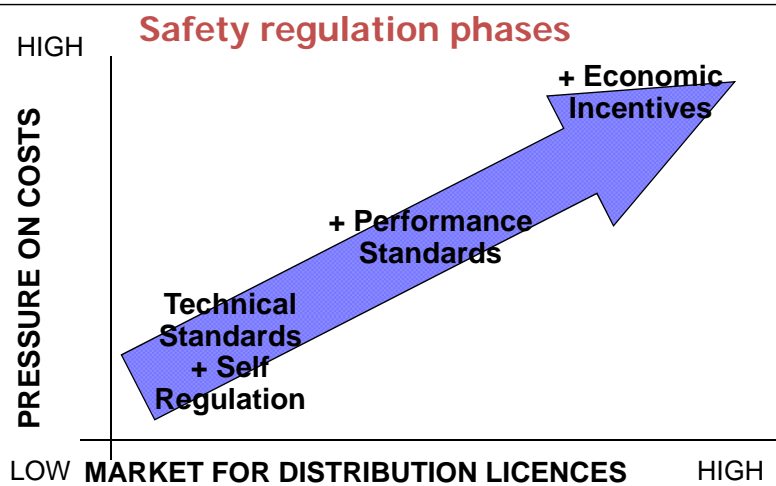 Safety regulation phases
HIGH
+ Economic
Incentives
PRESSURE ON COSTS
+ Performance
Standards
Technical
Standards
+ Self
Regulation
LOW MARKET FOR DISTRIBUTION LICENCES HIGH